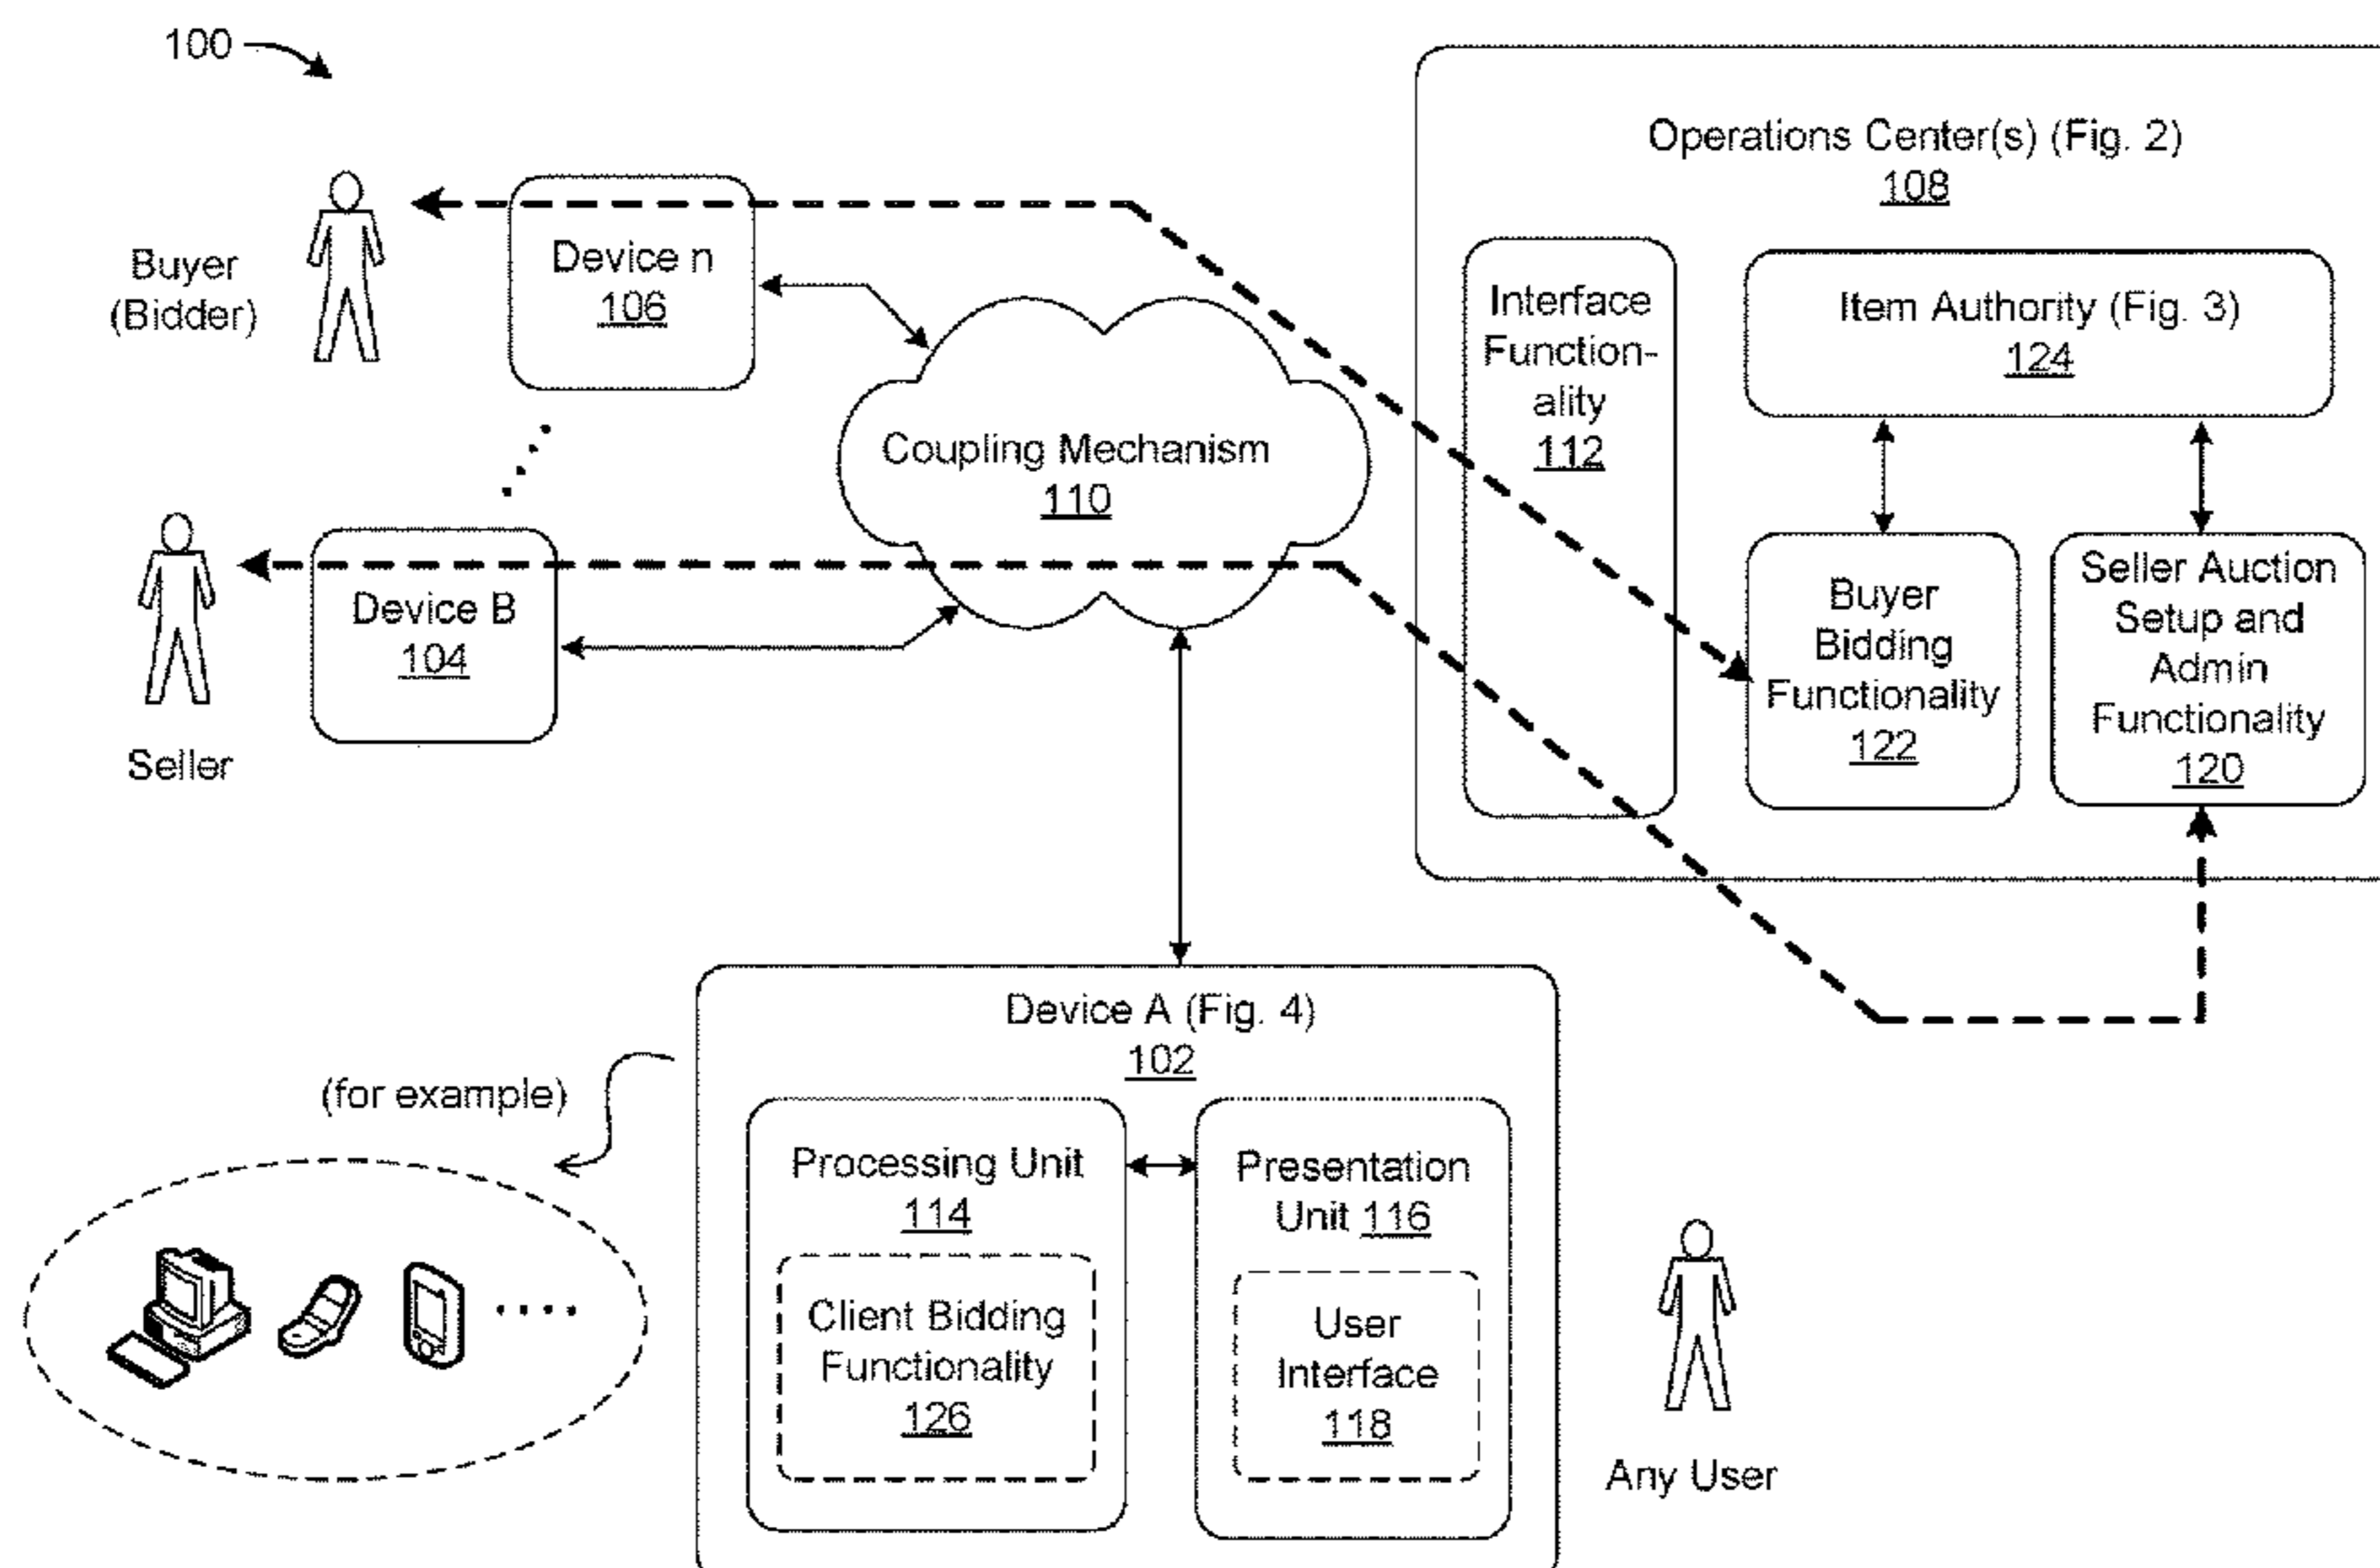 100
Operations Center(s) (Fig. 2)
108
Buyer
(Bidder)
Device n
106
Interface
Function-
ality
112
Item Authority (Fig. 3)
124
Coupling Mechanism
110
Seller
Device B
104
Buyer
Bidding
Functionality
122
Seller Auction
Setup and
Admin
Functionality
120
Device A (Fig. 4)
102
(for example)
Processing Unit
114
Client Bidding
Functionality
126
Presentation
Unit 116
User
Interface
118
Any User